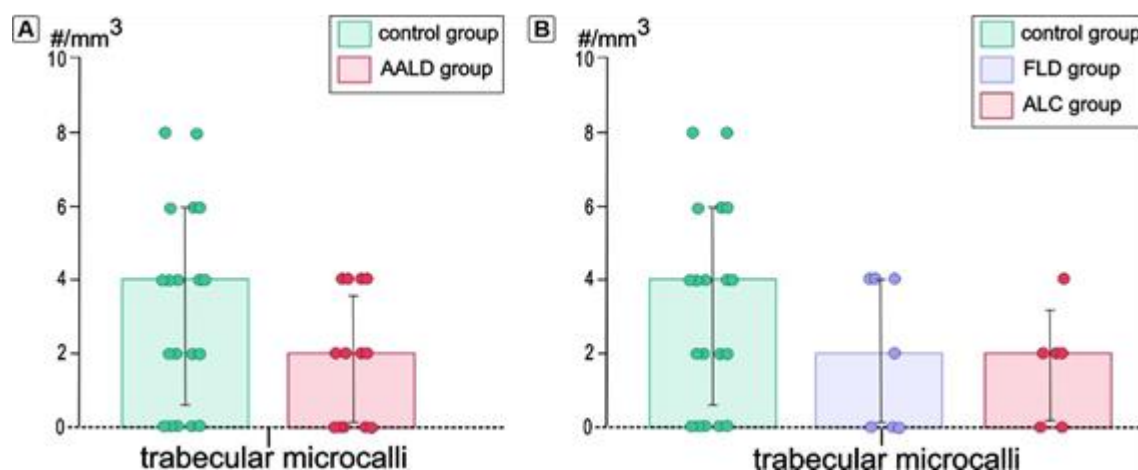 A
#/mm³
control group
AALD group
10
8
6
4
2
0
trabecular microcalli
B
#/mm³
control group
FLD group
ALC group
10
8
6
4
2
0
trabecular microcalli